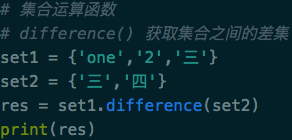 # 集合运算函数
# difference() 获取集合之间的差集
set1 = {'one','2','三'}
set2 = {'三','四'}
res = set1.difference(set2)
print(res)